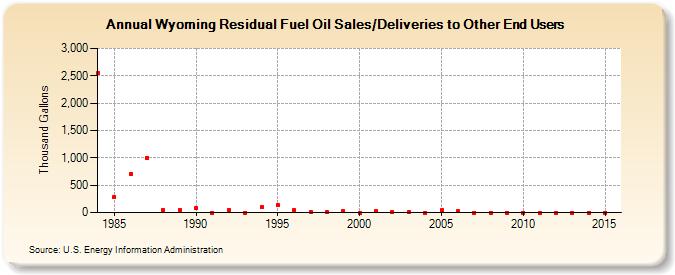 Annual Wyoming Residual Fuel Oil Sales/Deliveries to Other End Users
Thousand Gallons
3,000
2,500
2,000
1,500
1,000
500
0
1985 1990 1995 2000 2005 2010 2015
Source: U.S. Energy Information Administration